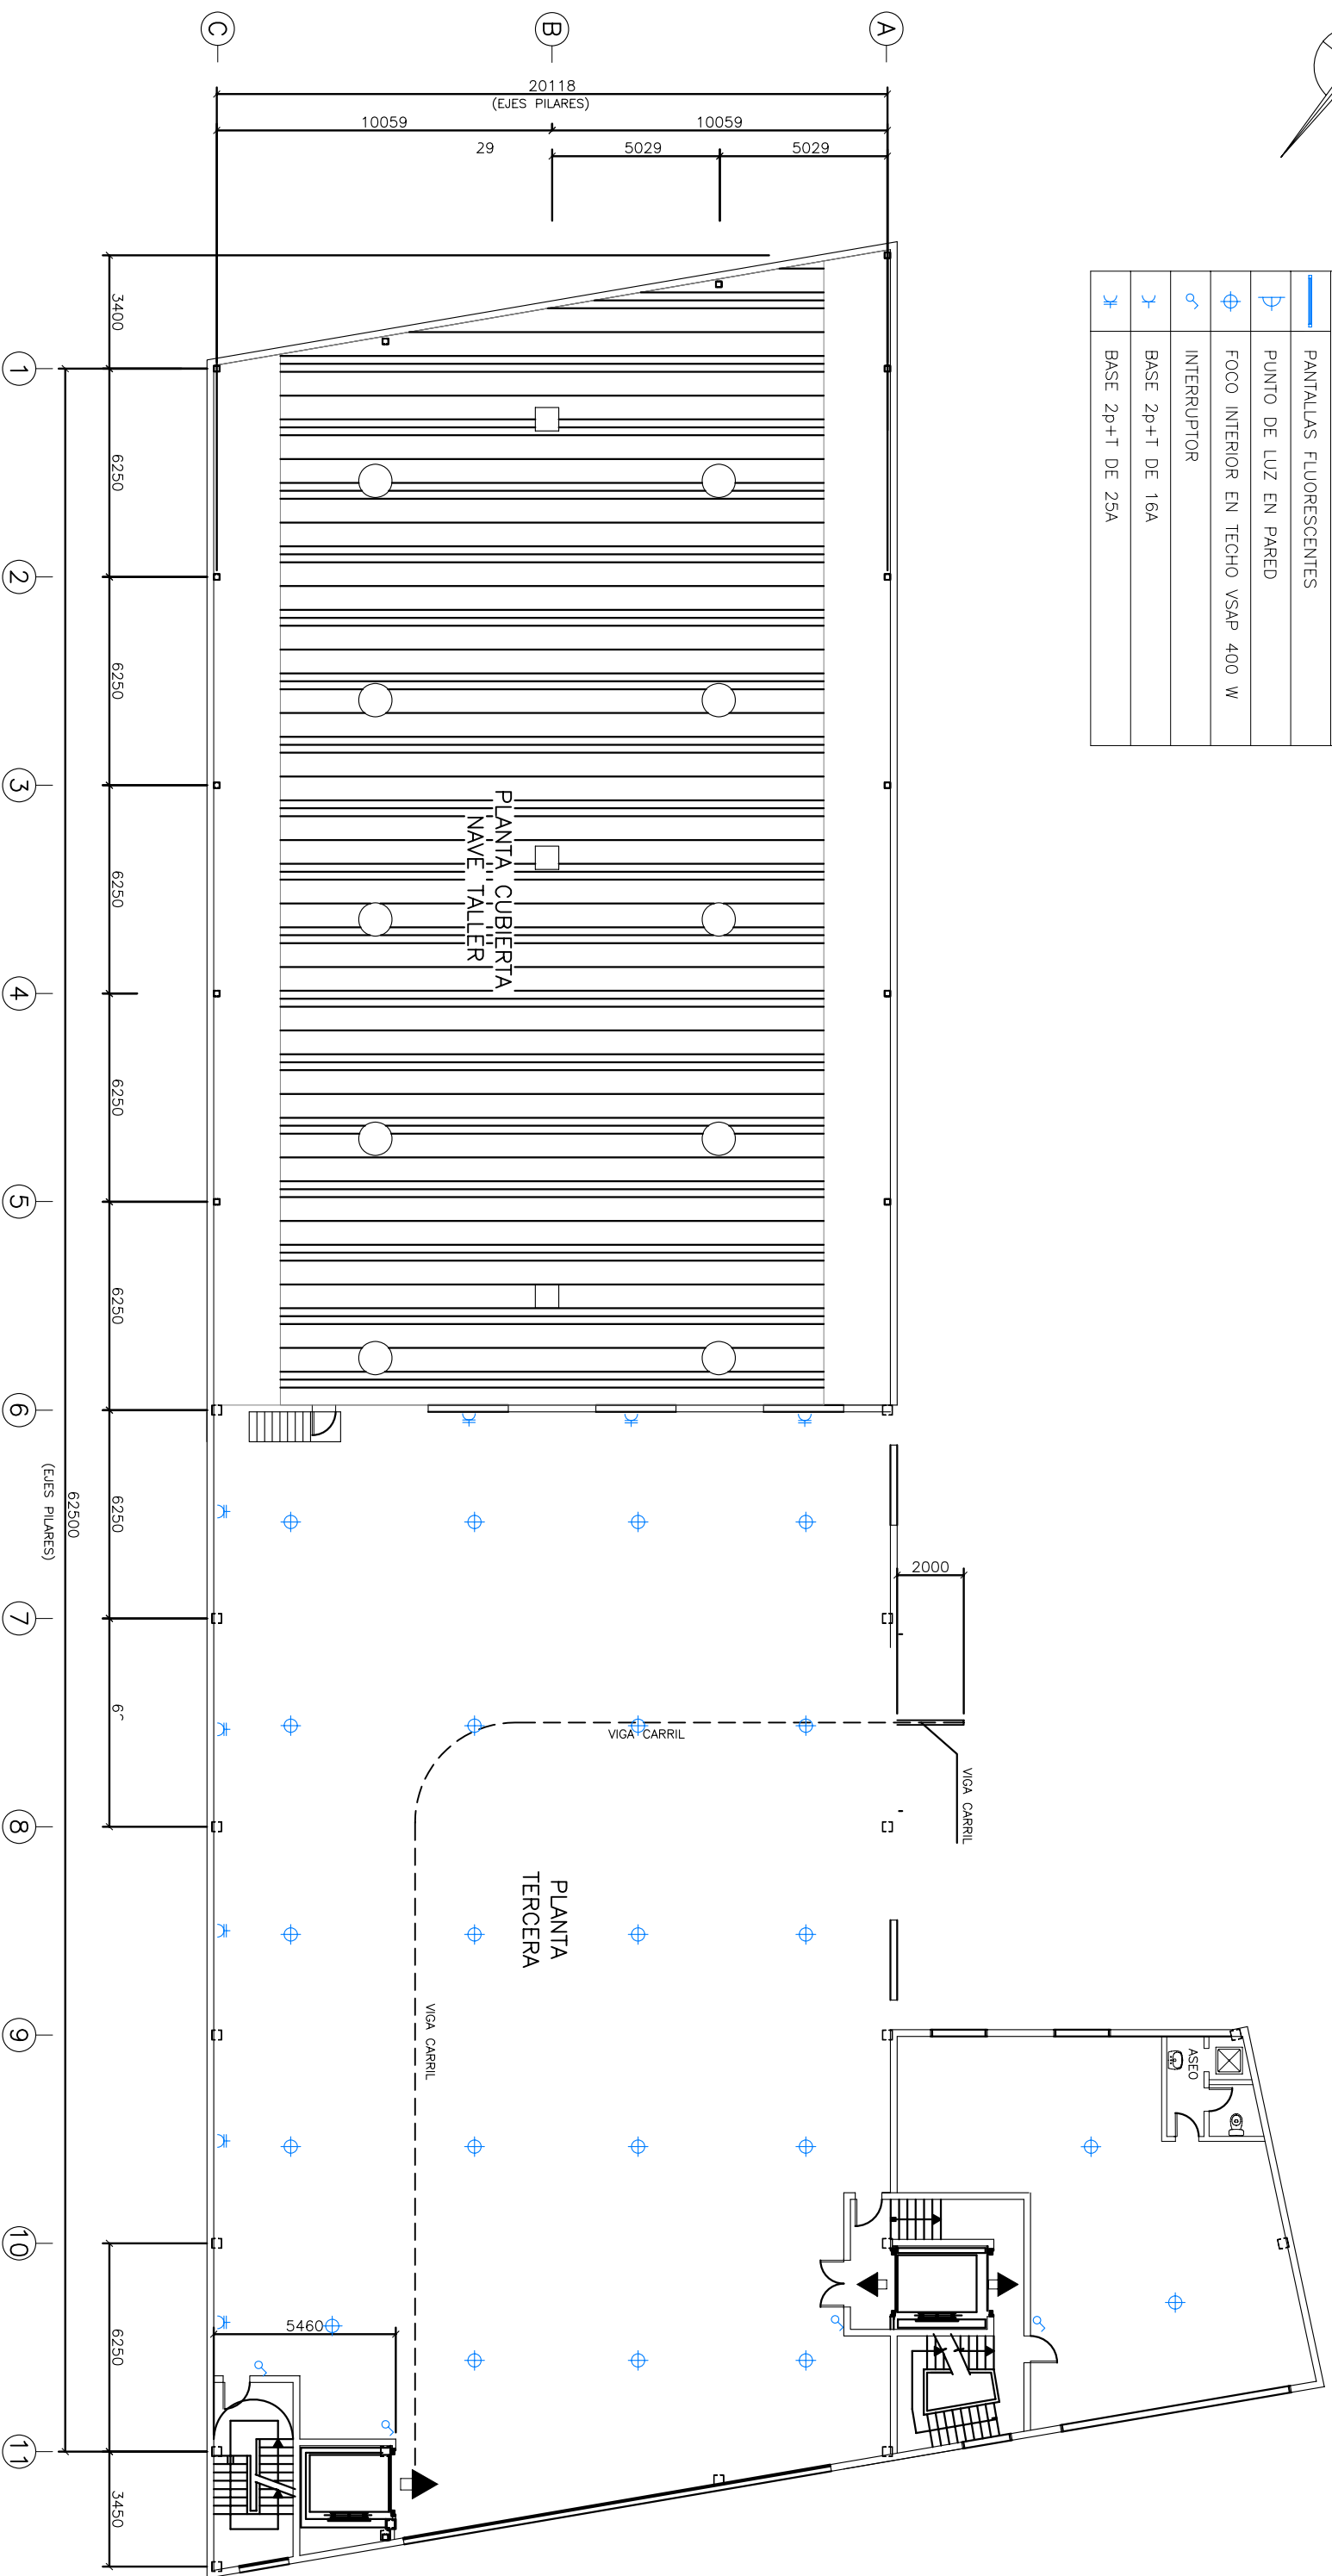 C
B
A
20118
(EJES PILARES)
10059
10059
29
5029
5029
PANTALLAS FLUORESCENTES
PUNTO DE LUZ EN PARED
FOCO INTERIOR EN TECHO VSAP 400 W
INTERRUPTOR
BASE 2p+T DE 16A
BASE 2p+T DE 25A
3400
1
6250
2
6250
3
6250
4
6250
5
6250
6
6250
7
8
9
10
6250
11
3450
62500
(EJES PILARES)
PLANTA CUBIERTA
NAVE TALLER
2000
VIGA CARRIL
VIGA CARRIL
VIGA CARRIL
PLANTA
TERCERA
ASEO
5460